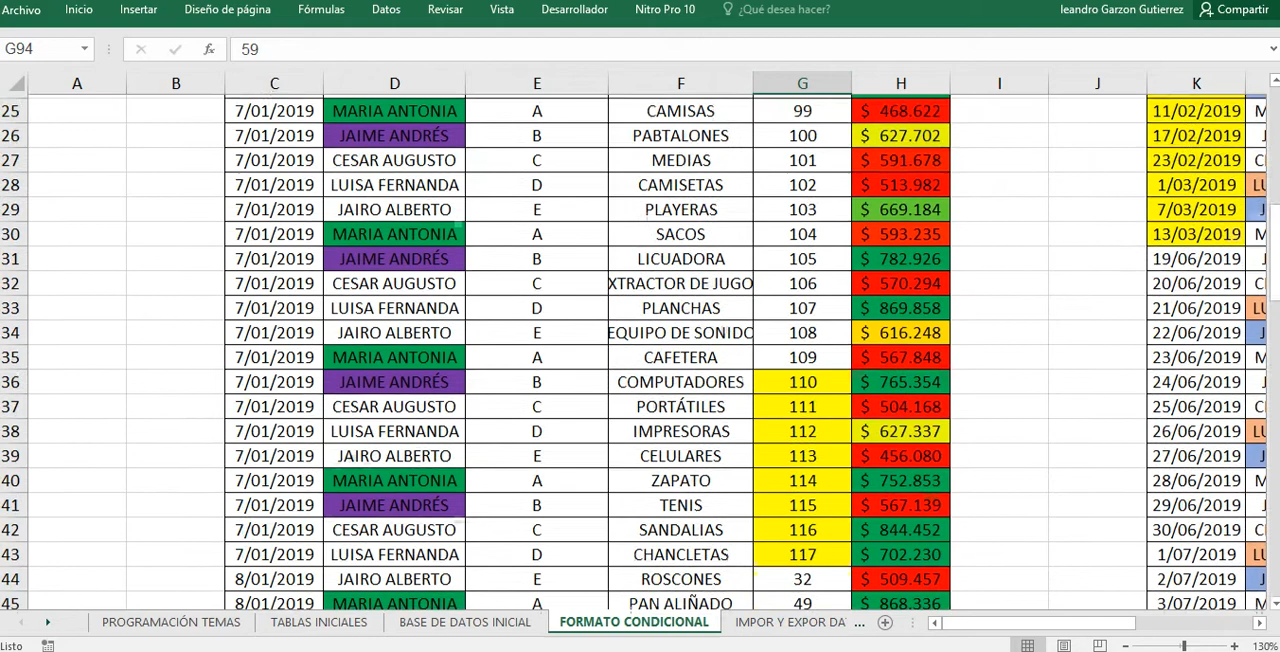 Archivo Inicio Insertar Diseño de página Fórmulas Datos Revisar Vista Desarrollador Nitro Pro 10 ¿Qué desea hacer? leandro Garzon Gutierrez Compartir
G94 fx 59
A B C D E F G H I J K
25 7/01/2019 MARIA ANTONIA A CAMISAS 99 $ 468.622 11/02/2019 M
26 7/01/2019 JAIME ANDRÉS B PABTALONES 100 $ 627.702 17/02/2019 J
27 7/01/2019 CESAR AUGUSTO C MEDIAS 101 $ 591.678 23/02/2019 C
28 7/01/2019 LUISA FERNANDA D CAMISETAS 102 $ 513.982 1/03/2019 LU
29 7/01/2019 JAIRO ALBERTO E PLAYERAS 103 $ 669.184 7/03/2019 J
30 7/01/2019 MARIA ANTONIA A SACOS 104 $ 593.235 13/03/2019 M
31 7/01/2019 JAIME ANDRÉS B LICUADORA 105 $ 782.926 19/06/2019 J
32 7/01/2019 CESAR AUGUSTO C XTRACTOR DE JUGO 106 $ 570.294 20/06/2019 C
33 7/01/2019 LUISA FERNANDA D PLANCHAS 107 $ 869.858 21/06/2019 LU
34 7/01/2019 JAIRO ALBERTO E EQUIPO DE SONIDO 108 $ 616.248 22/06/2019 J
35 7/01/2019 MARIA ANTONIA A CAFETERA 109 $ 567.848 23/06/2019 M
36 7/01/2019 JAIME ANDRÉS B COMPUTADORES 110 $ 765.354 24/06/2019 J
37 7/01/2019 CESAR AUGUSTO C PORTÁTILES 111 $ 504.168 25/06/2019 C
38 7/01/2019 LUISA FERNANDA D IMPRESORAS 112 $ 627.337 26/06/2019 LU
39 7/01/2019 JAIRO ALBERTO E CELULARES 113 $ 456.080 27/06/2019 J
40 7/01/2019 MARIA ANTONIA A ZAPATO 114 $ 752.853 28/06/2019 M
41 7/01/2019 JAIME ANDRÉS B TENIS 115 $ 567.139 29/06/2019 J
42 7/01/2019 CESAR AUGUSTO C SANDALIAS 116 $ 844.452 30/06/2019 C
43 7/01/2019 LUISA FERNANDA D CHANCLETAS 117 $ 702.230 1/07/2019 LU
44 8/01/2019 JAIRO ALBERTO E ROSCONES 32 $ 509.457 2/07/2019 J
45 8/01/2019 MARIA ANTONIA A PAN ALIÑADO 49 $ 868.336 3/07/2019 M
PROGRAMACIÓN TEMAS TABLAS INICIALES BASE DE DATOS INICIAL FORMATO CONDICIONAL IMPOR Y EXPOR DA ...
Listo 130%